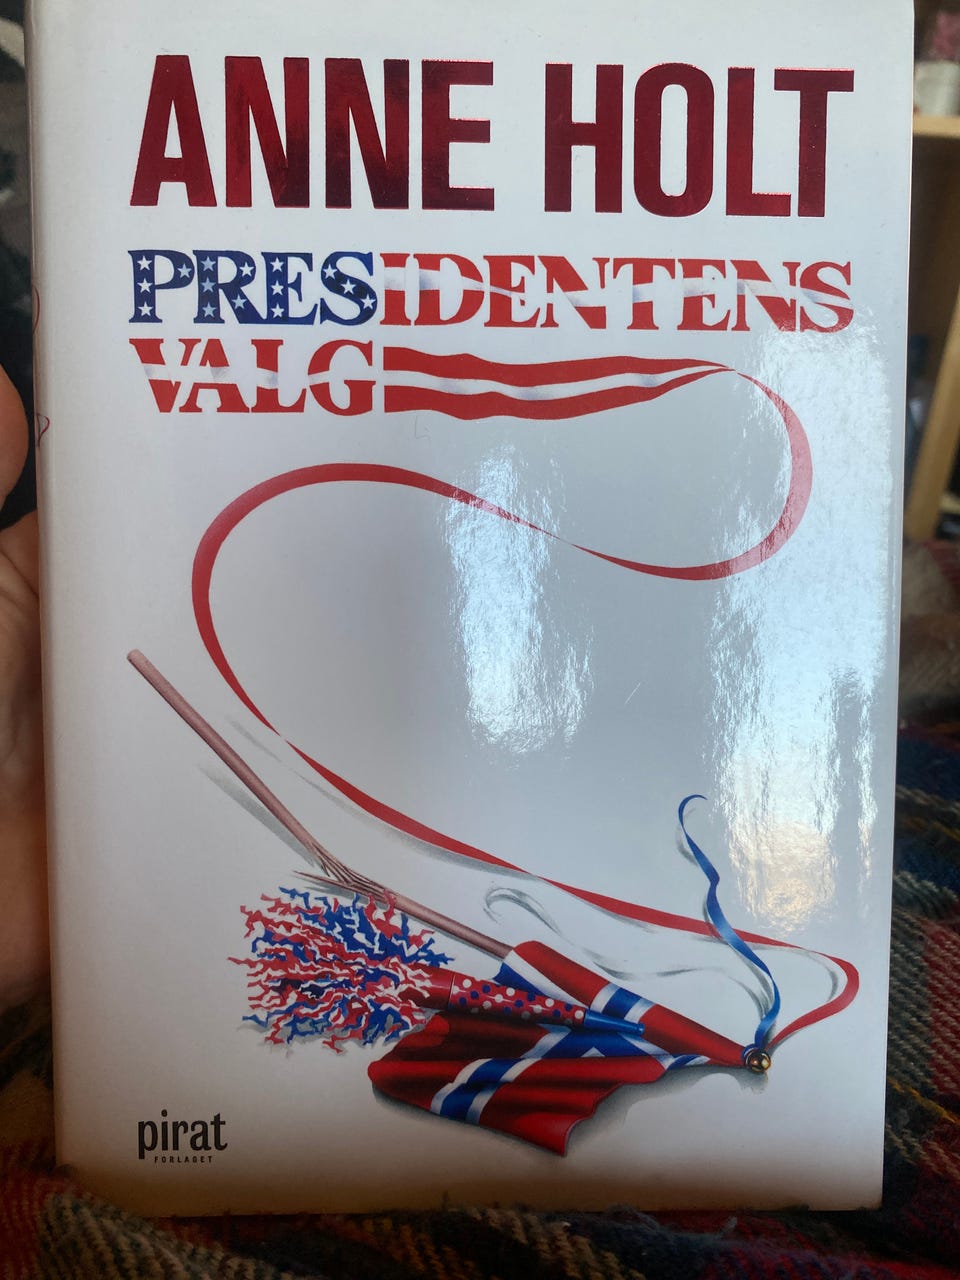 ANNE HOLT
PRESIDENTENS
VALG
pirat
FORLAGET